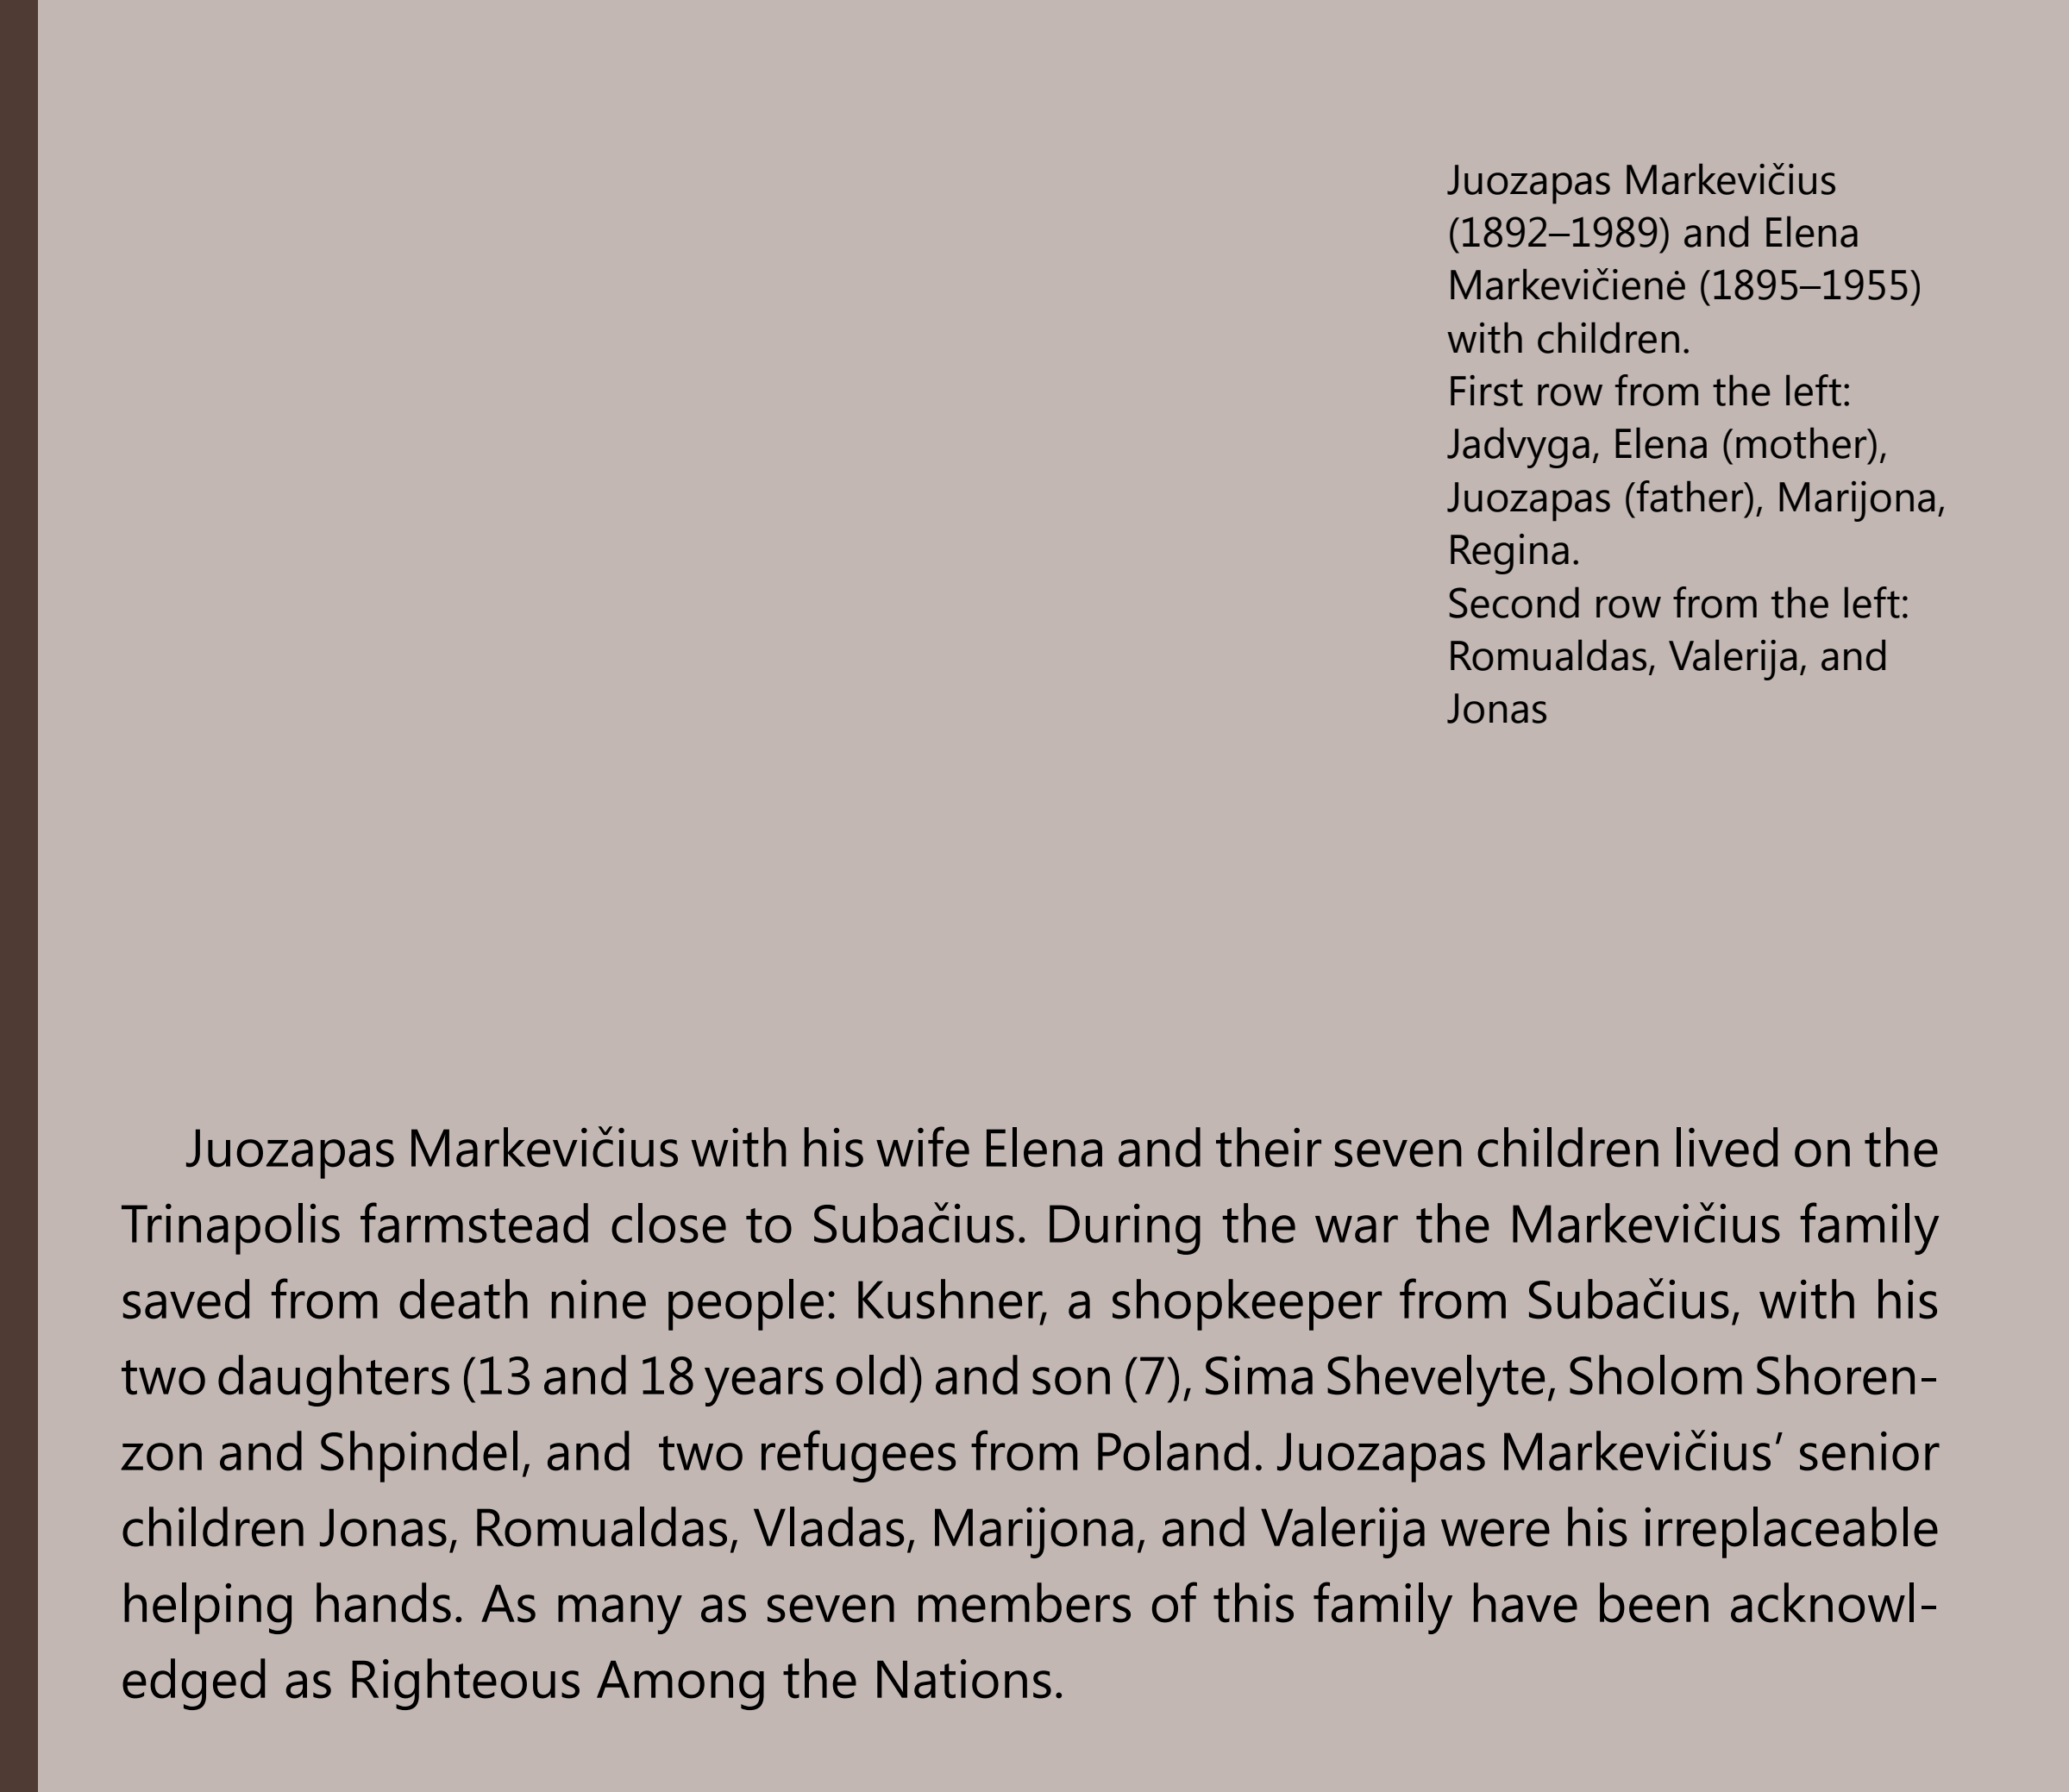 Juozapas Markevičius
(1892–1989) and Elena
Markevičienė (1895–1955)
with children.
First row from the left:
Jadvyga, Elena (mother),
Juozapas (father), Marijona,
Regina.
Second row from the left:
Romualdas, Valerija, and
Jonas
Juozapas Markevičius with his wife Elena and their seven children lived on the
Trinapolis farmstead close to Subačius. During the war the Markevičius family
saved from death nine people: Kushner, a shopkeeper from Subačius, with his
two daughters (13 and 18 years old) and son (7), Sima Shevelyte, Sholom Shoren-
zon and Shpindel, and  two refugees from Poland. Juozapas Markevičius’ senior
children Jonas, Romualdas, Vladas, Marijona, and Valerija were his irreplaceable
helping hands. As many as seven members of this family have been acknowl-
edged as Righteous Among the Nations.